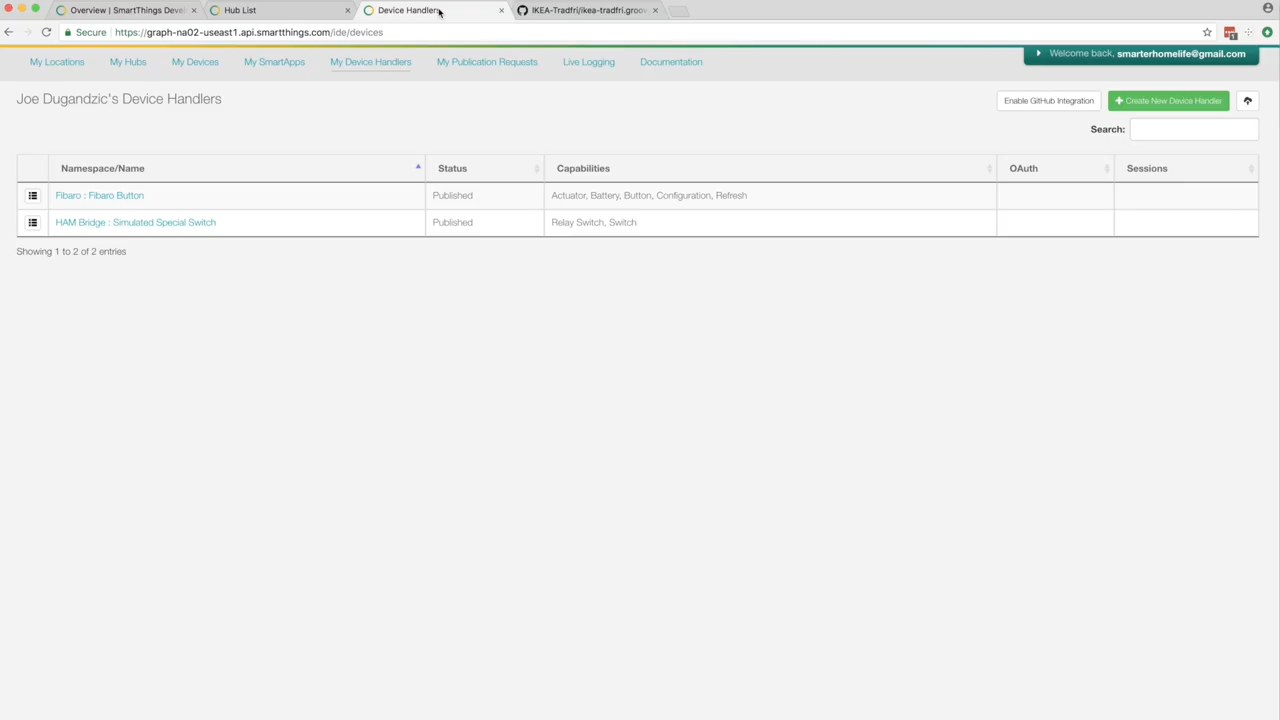 Overview | SmartThings Devel
Hub List
Device Handlers
IKEA-Tradfri/ikea-tradfri.groov
Secure
https://graph-na02-useast1.api.smartthings.com/ide/devices
1
My Locations
My Hubs
My Devices
My SmartApps
My Device Handlers
My Publication Requests
Live Logging
Documentation
Welcome back, smarterhomelife@gmail.com
Joe Dugandzic's Device Handlers
Enable GitHub Integration
Create New Device Handler
Search:
Namespace/Name
Status
Capabilities
OAuth
Sessions
Fibaro : Fibaro Button
Published
Actuator, Battery, Button, Configuration, Refresh
HAM Bridge : Simulated Special Switch
Published
Relay Switch, Switch
Showing 1 to 2 of 2 entries